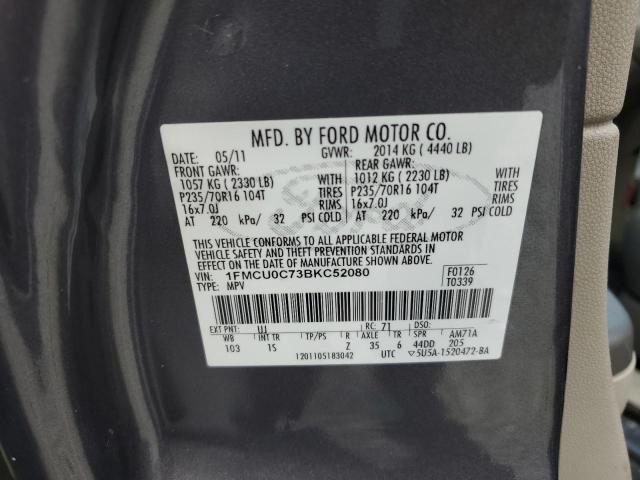 MFD. BY FORD MOTOR CO.
DATE: 05/11 GVWR: 2014 KG ( 4440 LB)
FRONT GAWR: REAR GAWR:
1057 KG ( 2330 LB) WITH 1012 KG ( 2230 LB) WITH
P235/70R16 104T TIRES P235/70R16 104T TIRES
16x7.0J RIMS 16x7.0J RIMS
AT 220 kPa/ 32 PSI COLD AT 220 kPa/ 32 PSI COLD
THIS VEHICLE CONFORMS TO ALL APPLICABLE FEDERAL MOTOR
VEHICLE SAFETY AND THEFT PREVENTION STANDARDS IN EFFECT
ON THE DATE OF MANUFACTURE SHOWN ABOVE.
VIN: 1FMCU0C73BKC52080 F0126
TYPE: MPV T0339
EXT PNT: UJ RC: 71 DSO:
WB INT TR TP/PS R AXLE TR SPR AM71A
103 1S Z 35 6 44DD 205
1201105183042 UTC ▽5U5A-1520472-BA